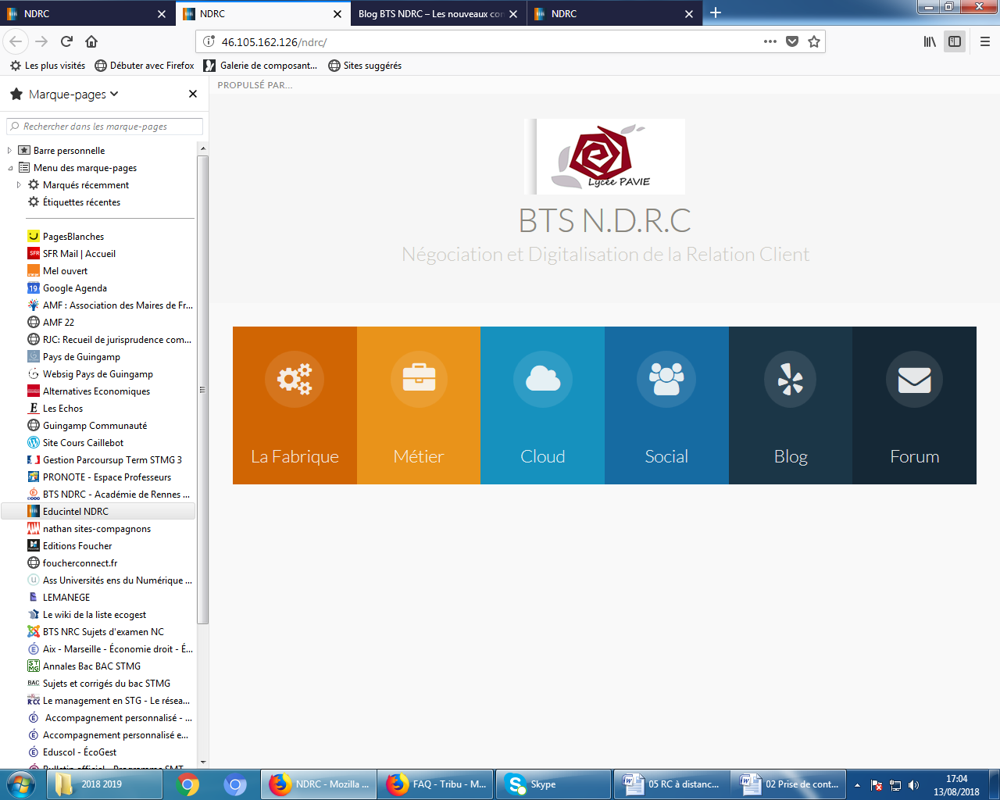 NDRC
NDRC
Blog BTS NDRC – Les nouveaux con
NDRC
46.105.162.126/ndrc/
Les plus visités
Débuter avec Firefox
Galerie de composant...
Sites suggérés
Marque-pages
Rechercher dans les marque-pages
Barre personnelle
Menu des marque-pages
Marqués récemment
Étiquettes récentes
PagesBlanches
SFR Mail | Accueil
Mel ouvert
Google Agenda
AMF : Association des Maires de Fr...
AMF 22
RJC: Recueil de jurisprudence com...
Pays de Guingamp
Websig Pays de Guingamp
Alternatives Economiques
Les Echos
Guingamp Communauté
Site Cours Caillebot
Gestion Parcoursup Term STMG 3
PRONOTE - Espace Professeurs
BTS NDRC - Académie de Rennes ...
Educintel NDRC
nathan sites-compagnons
Editions Foucher
foucherconnect.fr
Ass Universités ens du Numérique ...
LEMANEGE
Le wiki de la liste ecogest
BTS NRC Sujets d'examen NC
Aix - Marseille - Économie droit - É...
Annales Bac BAC STMG
Sujets et corrigés du bac STMG
Le management en STG - Le résea...
Accompagnement personnalisé - ...
Accompagnement personnalisé e...
Eduscol - ÉcoGest
PROPULSÉ PAR...
Lycée PAVIE
BTS N.D.R.C
Négociation et Digitalisation de la Relation Client
La Fabrique
Métier
Cloud
Social
Blog
Forum
2018 2019
NDRC - Mozilla ...
FAQ - Tribu - M...
Skype
05 RC à distanc...
02 Prise de cont...
17:04
13/08/2018